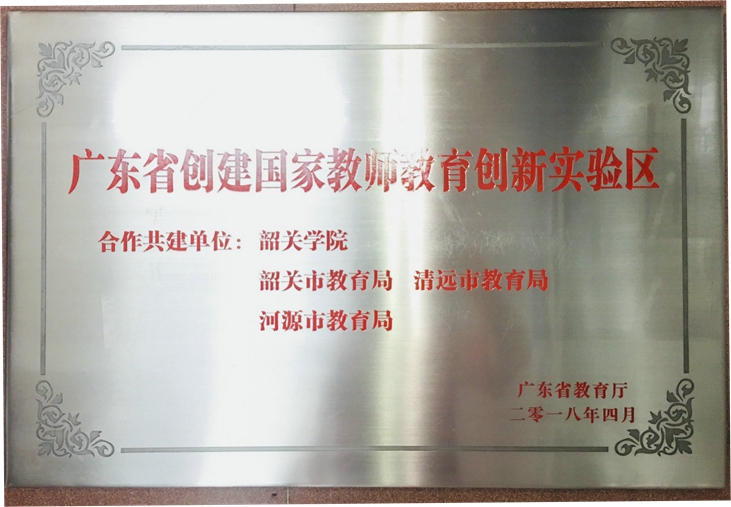 广东省创建国家教师教育创新实验区
合作共建单位：韶关学院
韶关市教育局 清远市教育局
河源市教育局
广东省教育厅
二零一八年四月